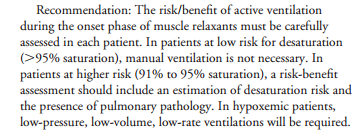 Recommendation: The risk/benefit of active ventilation
during the onset phase of muscle relaxants must be carefully
assessed in each patient. In patients at low risk for desaturation
(>95% saturation), manual ventilation is not necessary. In
patients at higher risk (91% to 95% saturation), a risk-benefit
assessment should include an estimation of desaturation risk and
the presence of pulmonary pathology. In hypoxemic patients,
low-pressure, low-volume, low-rate ventilations will be required.